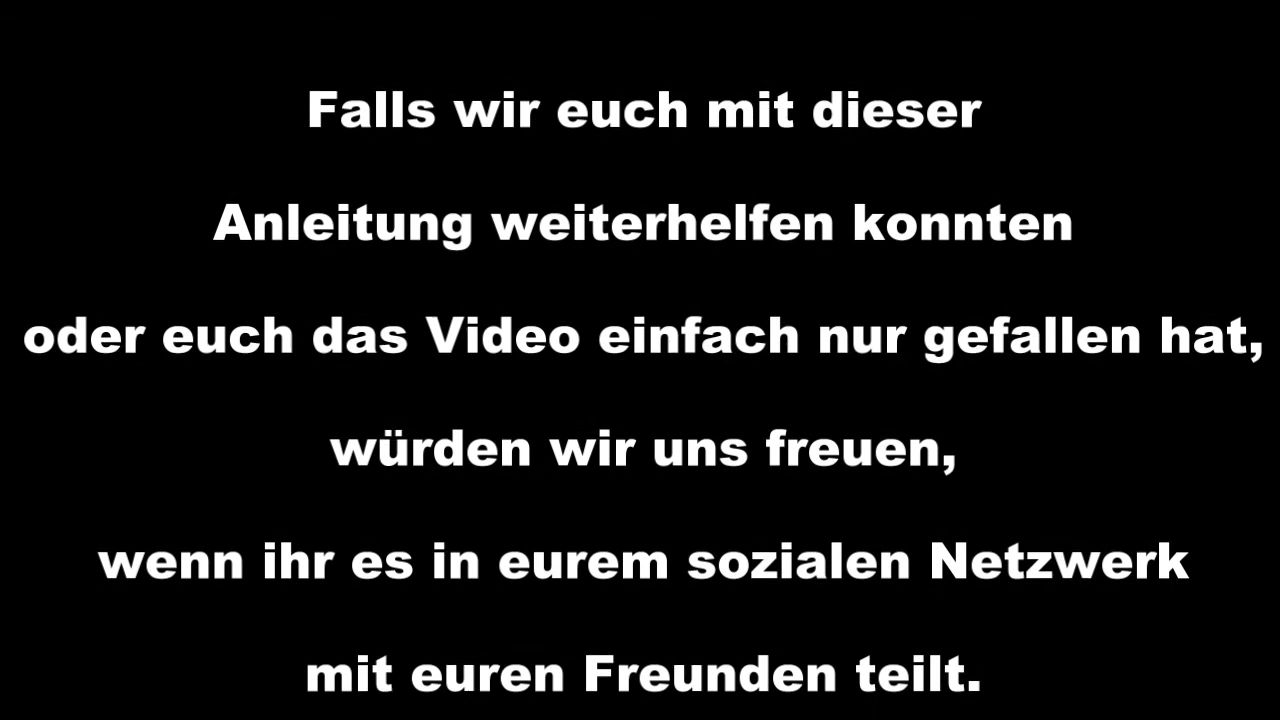 Falls wir euch mit dieser
Anleitung weiterhelfen konnten
oder euch das Video einfach nur gefallen hat,
würden wir uns freuen,
wenn ihr es in eurem sozialen Netzwerk
mit euren Freunden teilt.